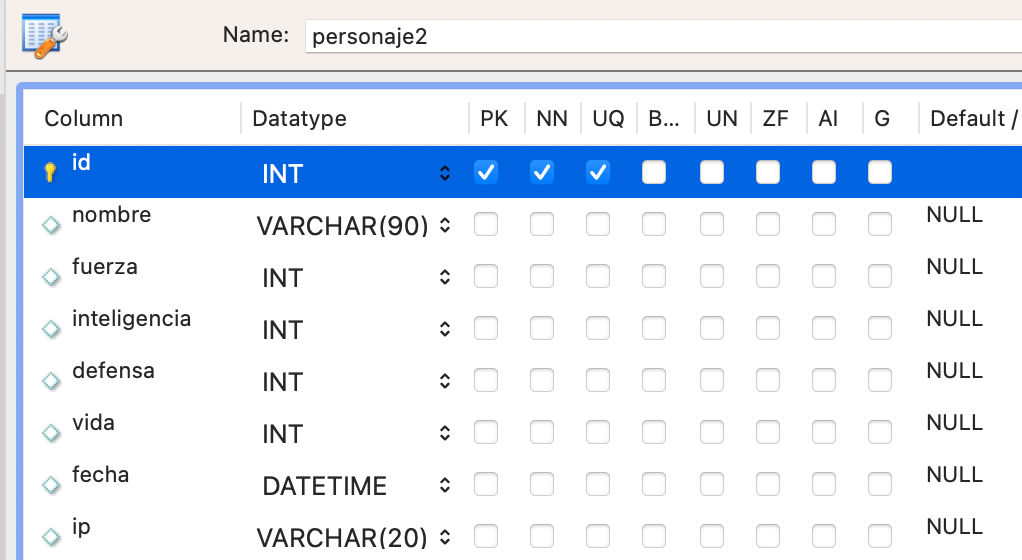 Name: personaje2
Column Datatype PK NN UQ B... UN ZF AI G Default /
id INT
nombre VARCHAR(90) NULL
fuerza INT NULL
inteligencia INT NULL
defensa INT NULL
vida INT NULL
fecha DATETIME NULL
ip VARCHAR(20) NULL